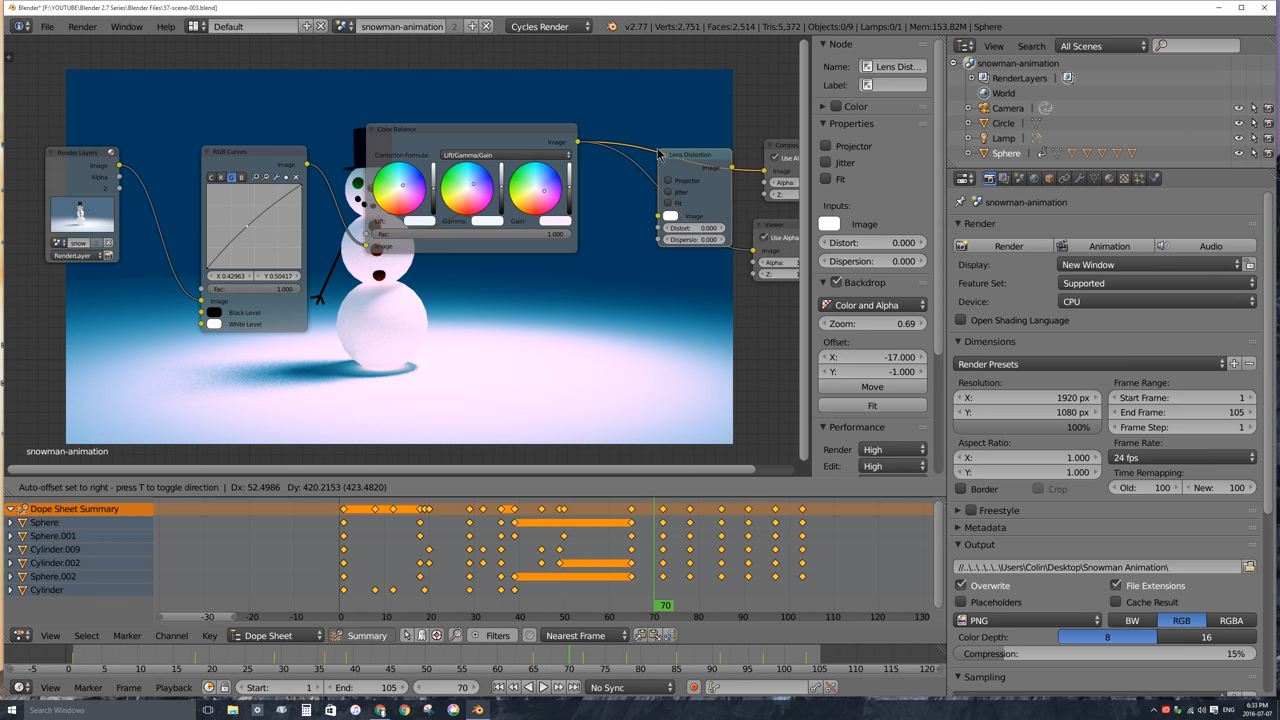 Blender* [F:\YOUTUBE\Blender 2.7 Series\Blender Files\57-scene-003.blend]
File Render Window Help Default snowman-animation 2 Cycles Render v2.77 | Verts:2,751 | Faces:2,514 | Tris:5,372 | Objects:0/9 | Lamps:0/1 | Mem:153.82M | Sphere
Render Layers
Image
Alpha
Z
snow 2
RenderLayer
RGB Curves
Image
C R G B
X 0.42963 Y 0.50417
Fac: 1.000
Image
Black Level
White Level
Color Balance
Image
Correction Formula: Lift/Gamma/Gain
Lift: Gamma: Gain:
Fac: 1.000
Image
Lens Distortion
Image
Projector
Jitter
Fit
Image
Distort: 0.000
Dispersio: 0.000
Compos
Use Al
Image
Alpha:
Z:
Viewer
Use Alpha
Image
Alpha: 1
Z:
snowman-animation
Node
Name: Lens Dist...
Label:
Color
Properties
Projector
Jitter
Fit
Inputs:
Image
Distort: 0.000
Dispersion: 0.000
Backdrop
Color and Alpha
Zoom: 0.69
Offset:
X: -17.000
Y: -1.000
Move
Fit
Performance
Render High
Edit: High
View Search All Scenes
snowman-animation
RenderLayers
World
Camera
Circle
Lamp
Sphere
snowman-animation
Render
Render Animation Audio
Display: New Window
Feature Set: Supported
Device: CPU
Open Shading Language
Dimensions
Render Presets
Resolution: Frame Range:
X: 1920 px Start Frame: 1
Y: 1080 px End Frame: 105
100% Frame Step: 1
Aspect Ratio: Frame Rate:
X: 1.000 24 fps
Y: 1.000 Time Remapping:
Border Crop Old: 100 New: 100
Freestyle
Metadata
Output
//..\..\..\..\Users\Colin\Desktop\Snowman Animation\
Overwrite File Extensions
Placeholders Cache Result
PNG BW RGB RGBA
Color Depth: 8 16
Compression: 15%
Sampling
Auto-offset set to right - press T to toggle direction | Dx: 52.4986 Dy: 420.2153 (423.4820)
Dope Sheet Summary
Sphere
Sphere.001
Cylinder.009
Cylinder.002
Sphere.002
Cylinder
70
-30 -20 -10 0 10 20 30 40 50 60 70 80 90 100 110 120 130
View Select Marker Channel Key Dope Sheet Summary Filters Nearest Frame
-5 0 5 10 15 20 25 30 35 40 45 50 55 60 65 70 75 80 85 90 95 100 105 110 115 120
View Marker Frame Playback Start: 1 End: 105 70 No Sync
Search Windows
ENG 6:33 PM
2016-07-07